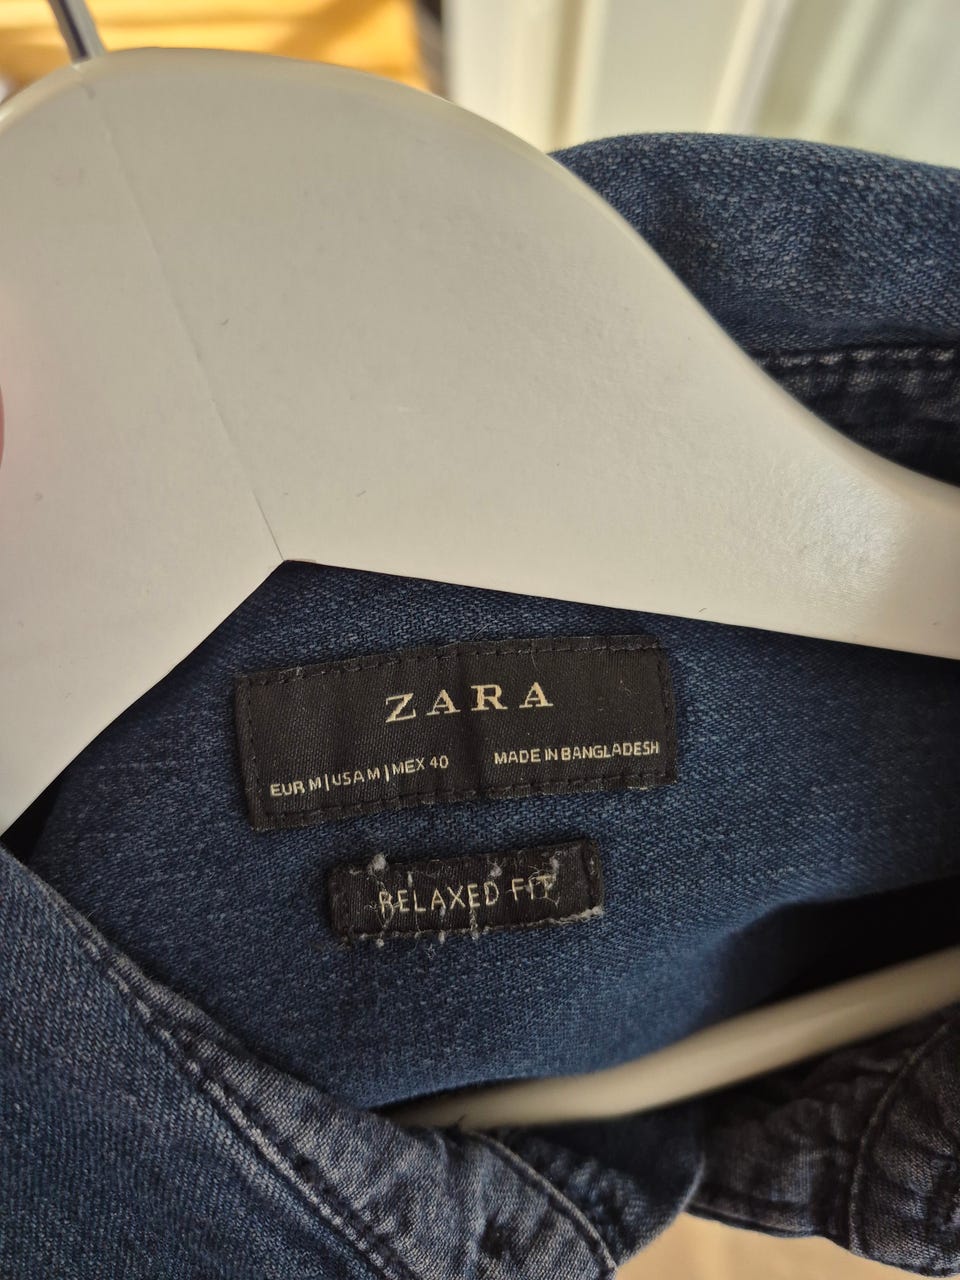 ZARA
EUR M | USA M | MEX 40 MADE IN BANGLADESH
RELAXED FIT